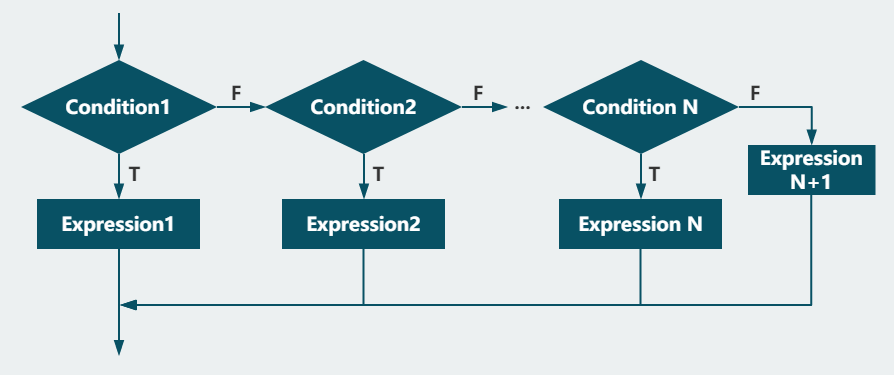 Condition1
F
Condition2
F
...
Condition N
F
T
T
T
Expression
N+1
Expression1
Expression2
Expression N